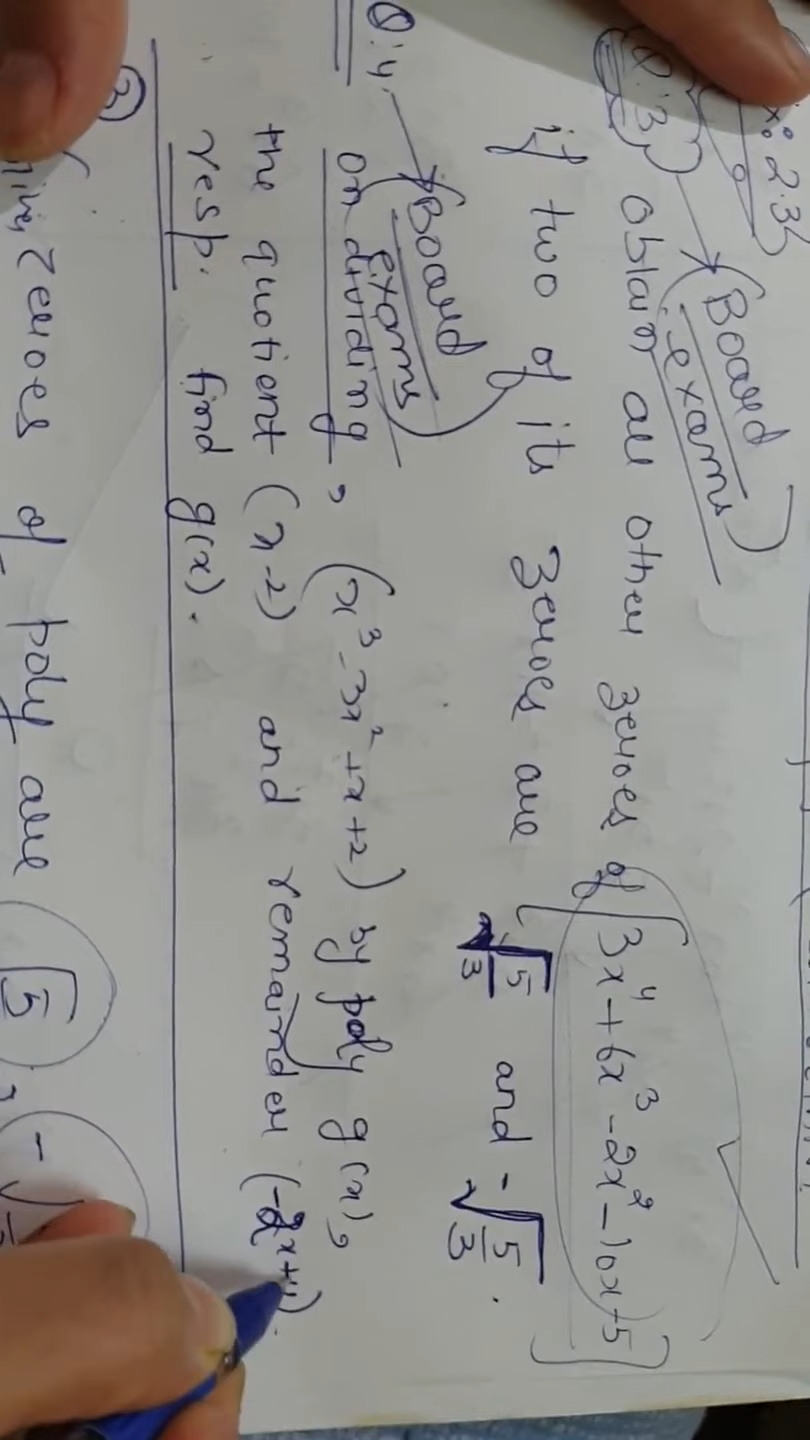 x: 2.3
Q:3, Board
exams
obtain all other zeroes of 3x⁴+6x³-2x²-10x-5
if two of its zeroes are √5/3 and -√5/3.
Q:4. Board
exams
on dividing, (x³-3x²+x+2) by poly g(x),
the quotient (x-2) and remainder (-2x+4).
resp. find g(x).
③ zeroes of poly are √5, -√